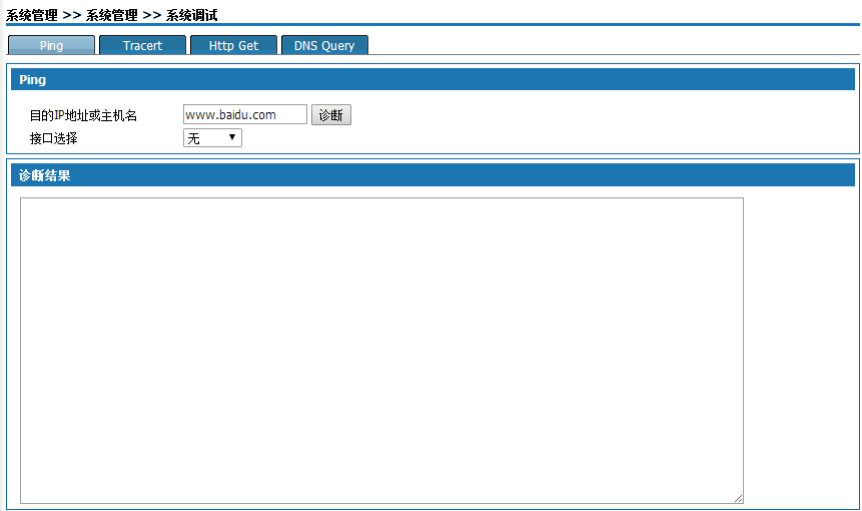 系统管理 >> 系统管理 >> 系统调试
Ping Tracert Http Get DNS Query
Ping
目的IP地址或主机名 www.baidu.com 诊断
接口选择 无
诊断结果